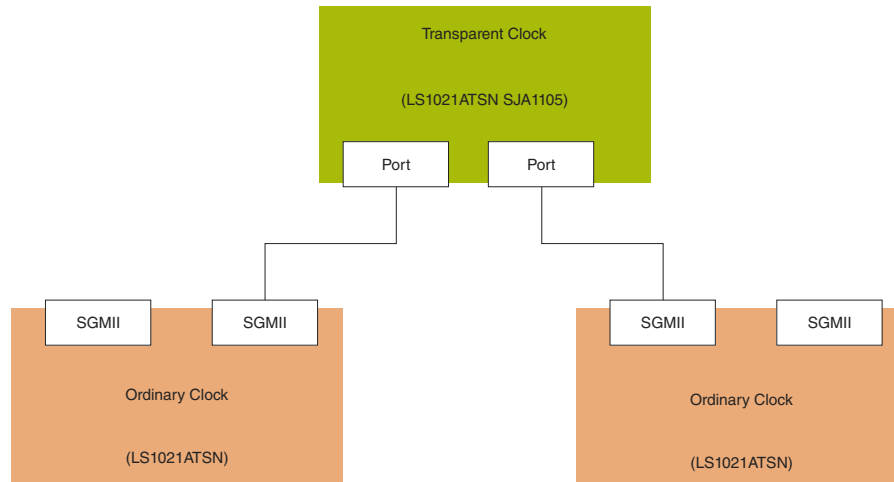 Transparent Clock
(LS1021ATSN SJA1105)
Port
Port
SGMII
SGMII
SGMII
SGMII
Ordinary Clock
(LS1021ATSN)
Ordinary Clock
(LS1021ATSN)